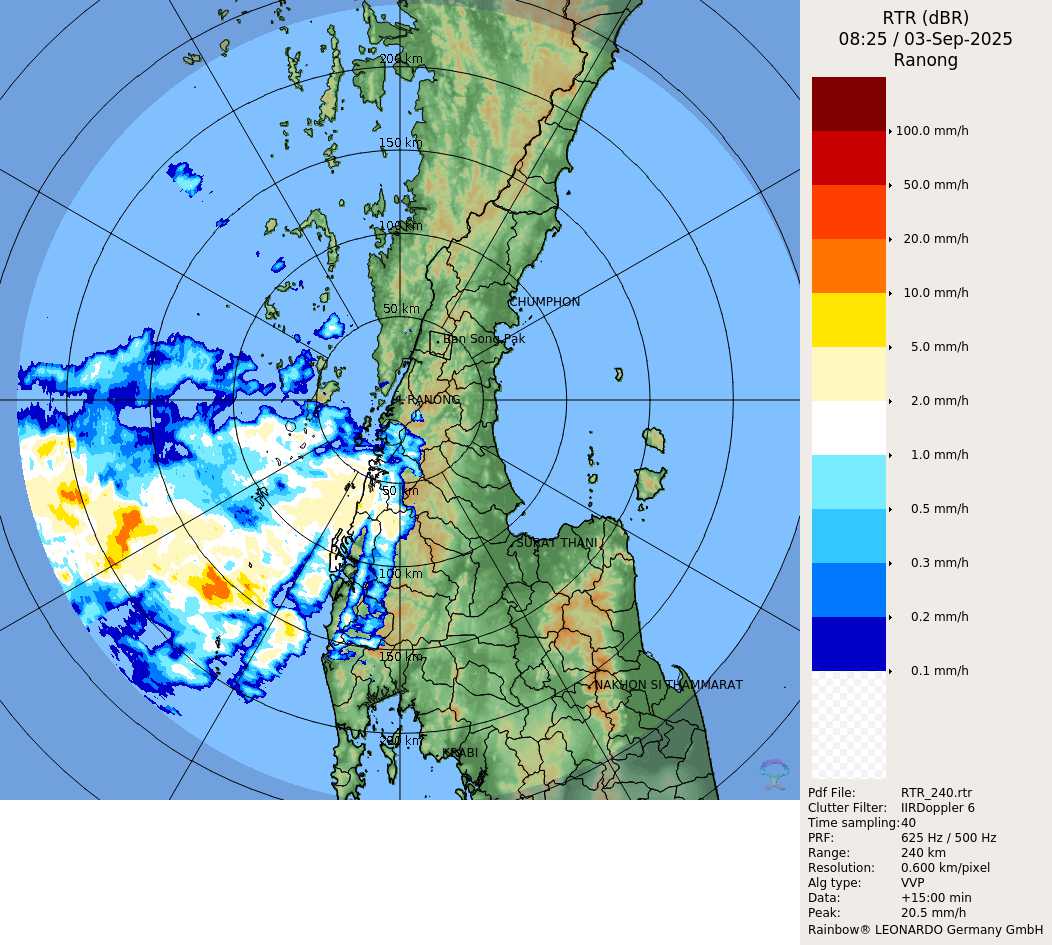 RTR (dBR)
08:25 / 03-Sep-2025
Ranong
200 km
150 km
100 km
50 km
CHUMPHON
Ban Song Pak
RANONG
50 km
SURAT THANI
100 km
150 km
NAKHON SI THAMMARAT
200 km
KRABI
100.0 mm/h
50.0 mm/h
20.0 mm/h
10.0 mm/h
5.0 mm/h
2.0 mm/h
1.0 mm/h
0.5 mm/h
0.3 mm/h
0.2 mm/h
0.1 mm/h
Pdf File: RTR_240.rtr
Clutter Filter: IIRDoppler 6
Time sampling: 40
PRF: 625 Hz / 500 Hz
Range: 240 km
Resolution: 0.600 km/pixel
Alg type: VVP
Data: +15:00 min
Peak: 20.5 mm/h
Rainbow® LEONARDO Germany GmbH